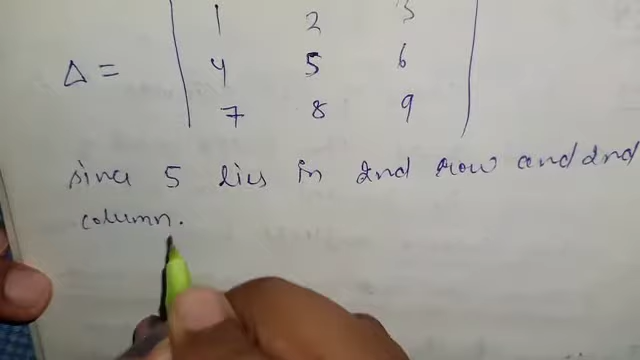 1 2 3
Δ = 4 5 6
7 8 9
since 5 lies in 2nd row and 2nd
column.